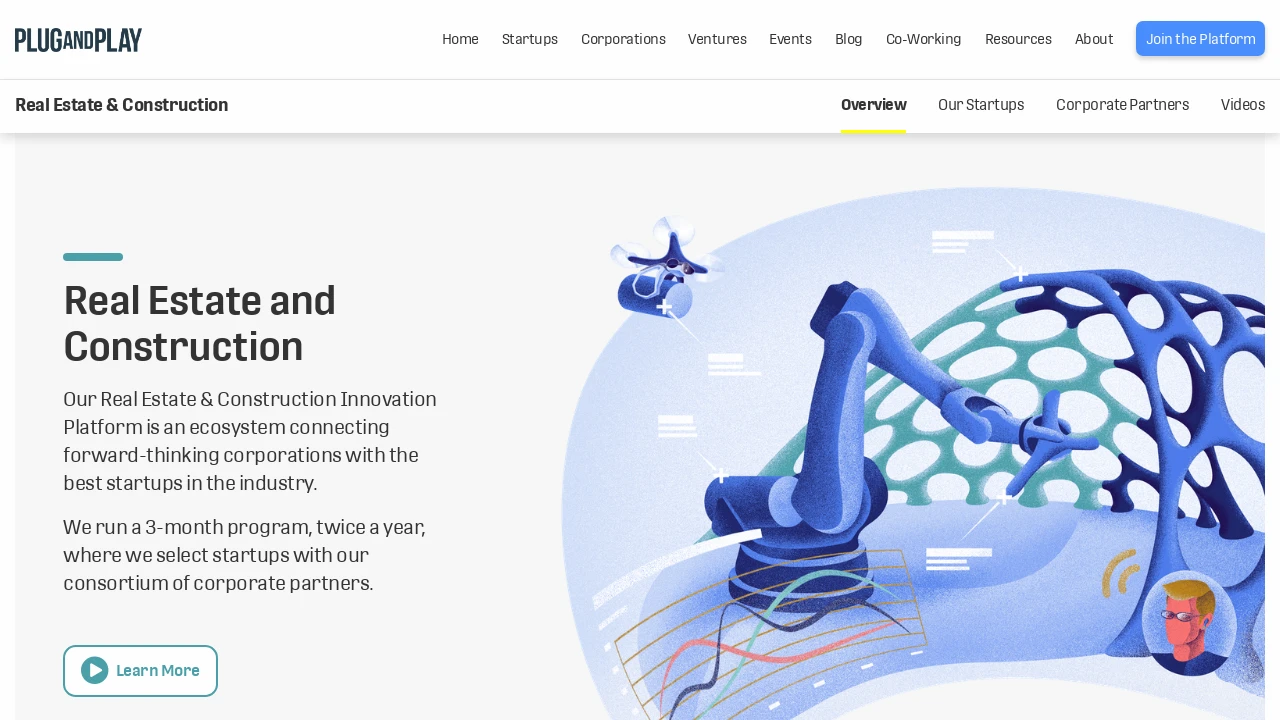 PLUGANDPLAY
Home Startups Corporations Ventures Events Blog Co-Working Resources About Join the Platform
Real Estate & Construction
Overview Our Startups Corporate Partners Videos
Real Estate and
Construction
Our Real Estate & Construction Innovation
Platform is an ecosystem connecting
forward-thinking corporations with the
best startups in the industry.
We run a 3-month program, twice a year,
where we select startups with our
consortium of corporate partners.
Learn More